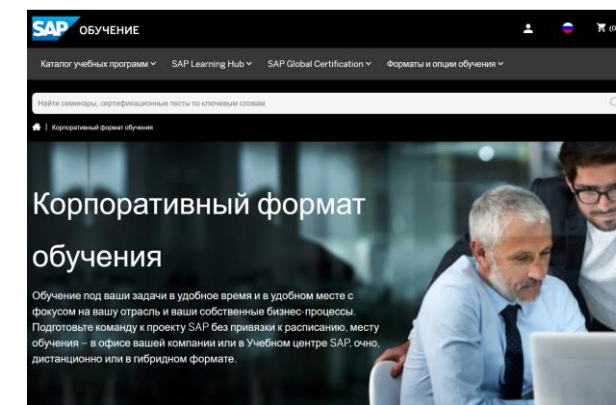 SAP ОБУЧЕНИЕ
(0
Каталог учебных программ SAP Learning Hub SAP Global Certification Форматы и опции обучения
Найти семинары, сертификационные тесты по ключевым словам
| Корпоративный формат обучения
Корпоративный формат
обучения
Обучение под ваши задачи в удобное время и в удобном месте с
фокусом на вашу отрасль и ваши собственные бизнес-процессы.
Подготовьте команду к проекту SAP без привязки к расписанию, месту
обучения – в офисе вашей компании или в Учебном центре SAP, очно,
дистанционно или в гибридном формате.